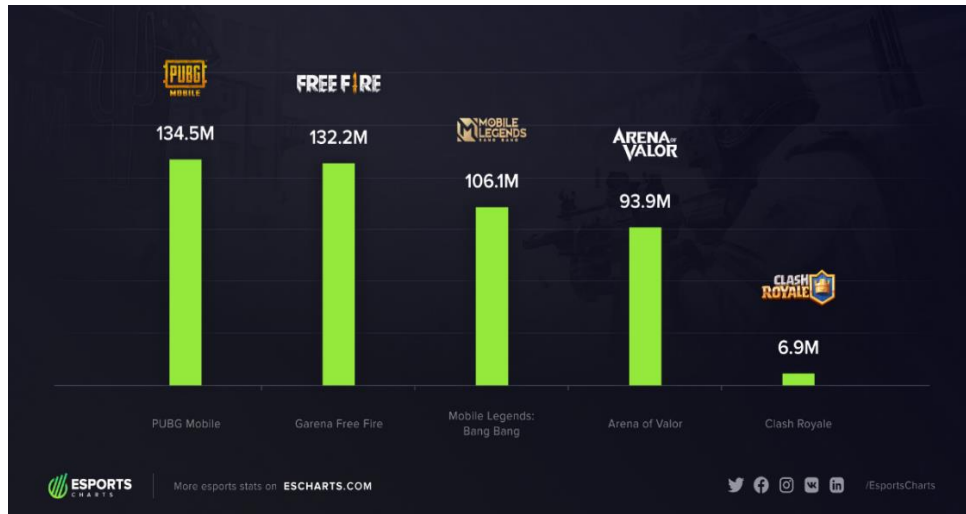 PUBG
MOBILE
134.5M
FREE FIRE
132.2M
MOBILE
LEGENDS
BANG BANG
106.1M
ARENA OF
VALOR
93.9M
CLASH
ROYALE
6.9M
PUBG Mobile
Garena Free Fire
Mobile Legends:
Bang Bang
Arena of Valor
Clash Royale
ESPORTS
CHARTS
More esports stats on ESCHARTS.COM
/EsportsCharts